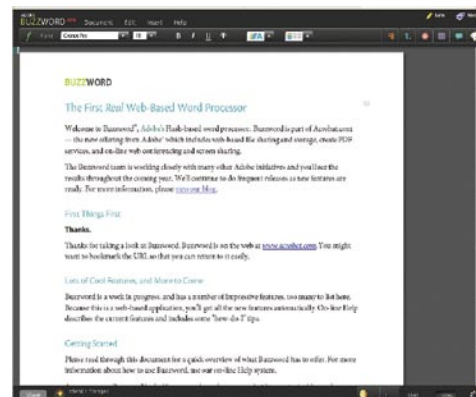 ADOBE
BUZZWORD Document Edit Insert Help
Font
BUZZWORD
The First Real Web-Based Word Processor
Welcome to Buzzword®, Adobe's Flash-based word processor. Buzzword is part of Acrobat.com
— the new offering from Adobe® which includes web-based file sharing and storage, create PDF
services, and on-line web conferencing and screen sharing.
The Buzzword team is working closely with many other Adobe initiatives and you'll see the
results throughout the coming year. We'll continue to do frequent releases as new features are
ready. For more information, please view our blog.
First Things First
Thanks.
Thanks for taking a look at Buzzword. Buzzword is on the web at www.acrobat.com. You might
want to bookmark the URL so that you can return to it easily.
Lots of Cool Features, and More to Come
Buzzword is a work in progress, and has a number of impressive features, too many to list here.
Because this is a web-based application, you'll get all the new features automatically. On-line Help
describes the current features and includes some "how-do-I" tips.
Getting Started
Please read through this document for a quick overview of what Buzzword has to offer. For more
information about how to use Buzzword, use our on-line Help system.